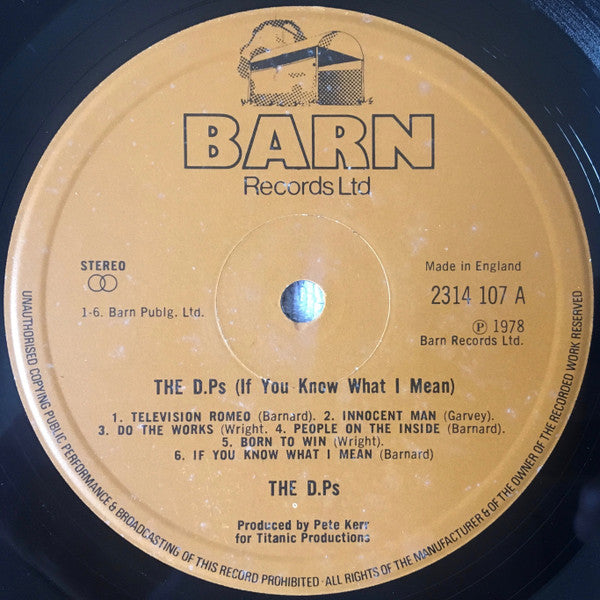 BARN
Records Ltd
STEREO
1-6. Barn Publg. Ltd.
Made in England
2314 107 A
Ⓟ 1978
Barn Records Ltd.
THE D.Ps (If You Know What I Mean)
1. TELEVISION ROMEO (Barnard). 2. INNOCENT MAN (Garvey).
3. DO THE WORKS (Wright. 4. PEOPLE ON THE INSIDE (Barnard).
5. BORN TO WIN (Wright).
6. IF YOU KNOW WHAT I MEAN (Barnard)
THE D.Ps
Produced by Pete Kerr
for Titanic Productions
UNAUTHORISED COPYING PUBLIC PERFORMANCE & BROADCASTING OF THIS RECORD PROHIBITED · ALL RIGHTS OF THE MANUFACTURER & OF THE OWNER OF THE RECORDED WORK RESERVED